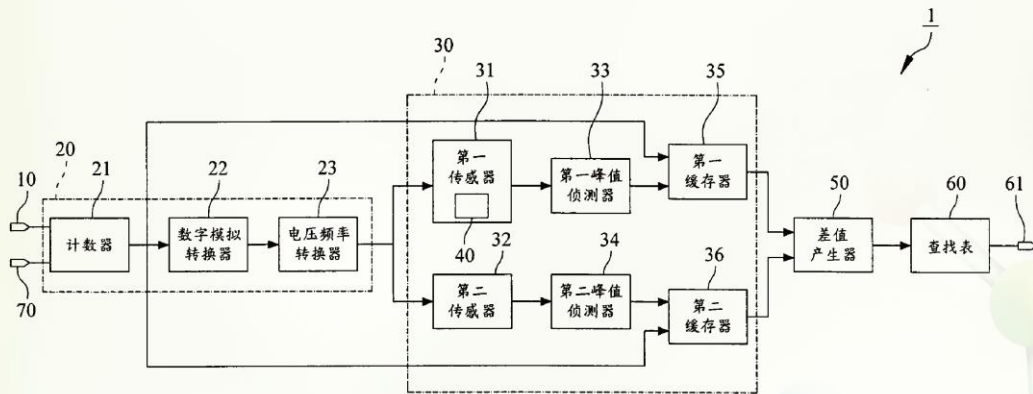 1
30
31
33
35
20
21
22
23
10
第一
传感器
第一峰值
侦测器
第一
缓存器
50
60
61
计数器
数字模拟
转换器
电压频率
转换器
40
32
34
36
差值
产生器
查找表
70
第二
传感器
第二峰值
侦测器
第二
缓存器